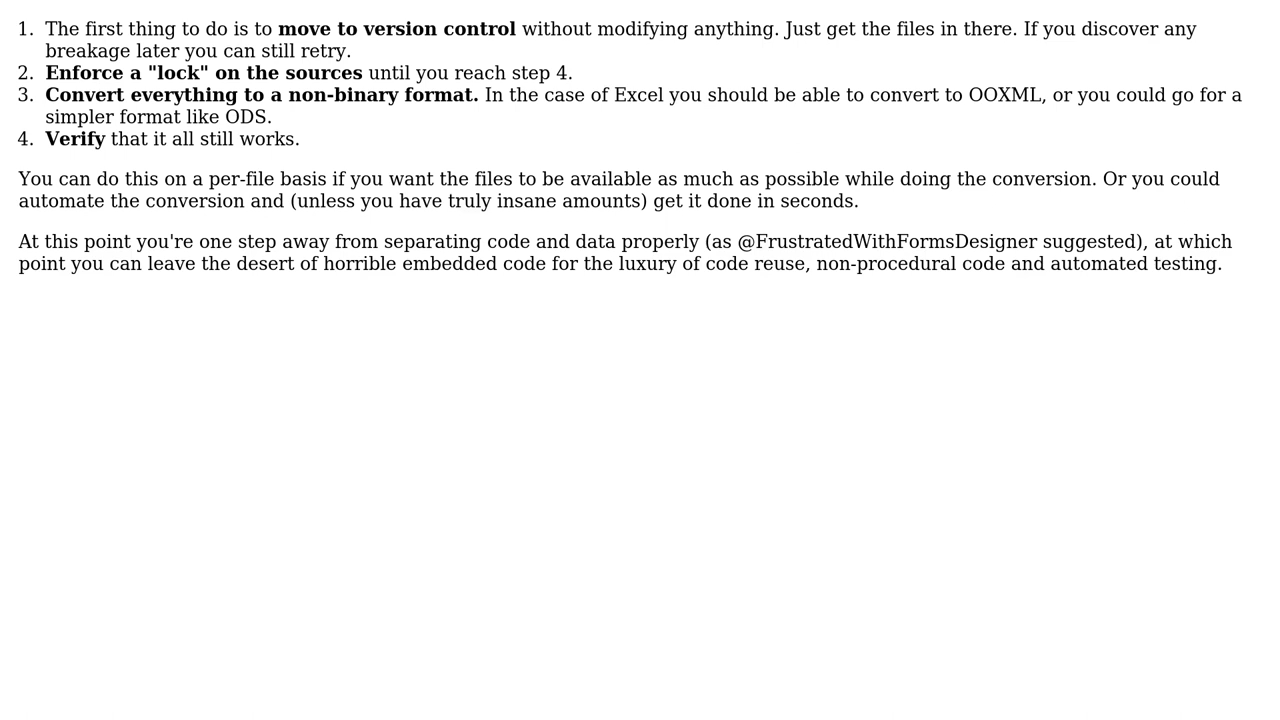 1. The first thing to do is to move to version control without modifying anything. Just get the files in there. If you discover any
breakage later you can still retry.
2. Enforce a "lock" on the sources until you reach step 4.
3. Convert everything to a non-binary format. In the case of Excel you should be able to convert to OOXML, or you could go for a
simpler format like ODS.
4. Verify that it all still works.
You can do this on a per-file basis if you want the files to be available as much as possible while doing the conversion. Or you could
automate the conversion and (unless you have truly insane amounts) get it done in seconds.
At this point you're one step away from separating code and data properly (as @FrustratedWithFormsDesigner suggested), at which
point you can leave the desert of horrible embedded code for the luxury of code reuse, non-procedural code and automated testing.